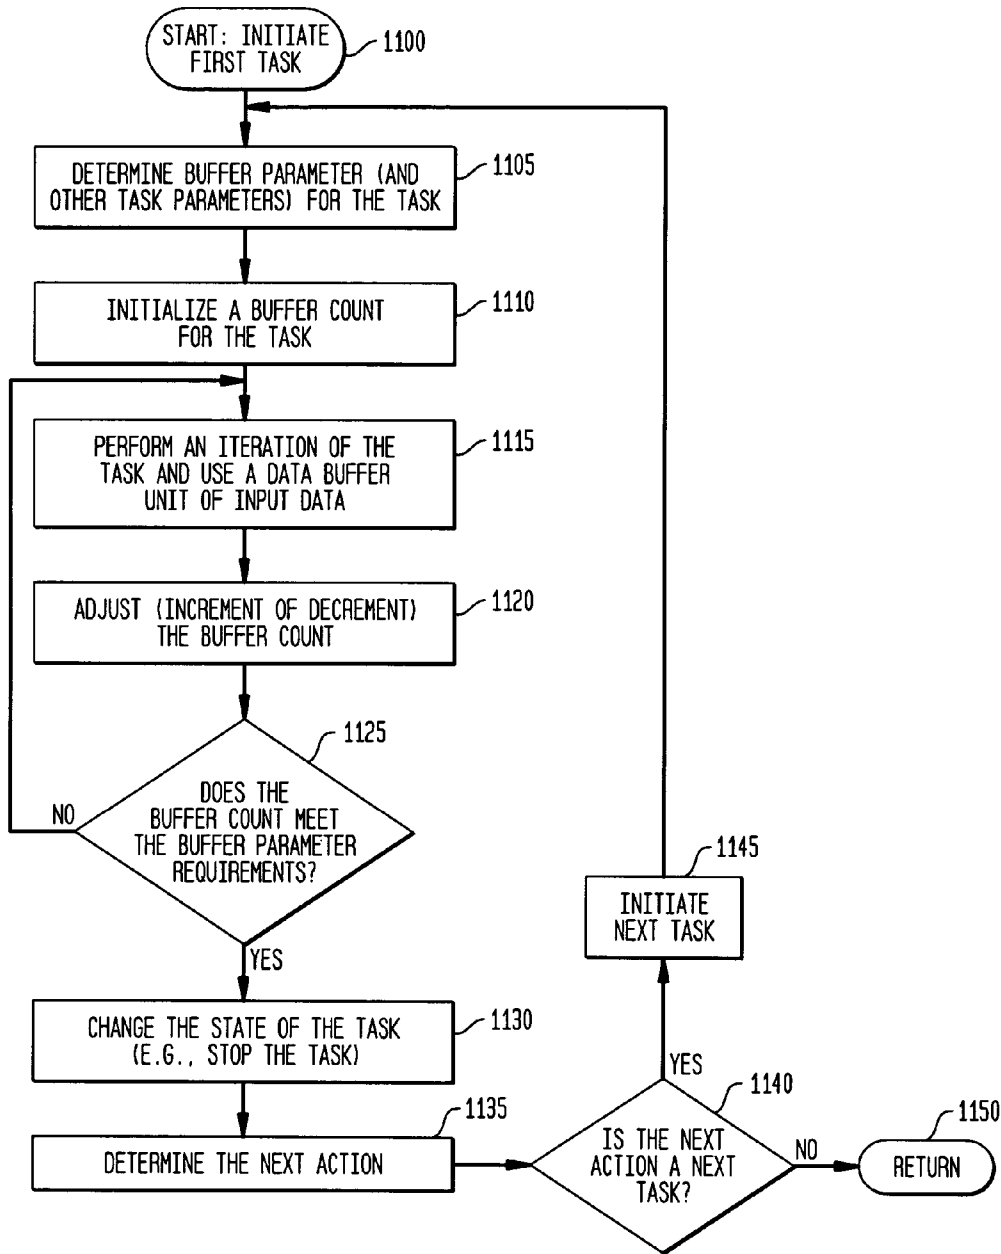 START: INITIATE
FIRST TASK
1100
DETERMINE BUFFER PARAMETER (AND
OTHER TASK PARAMETERS) FOR THE TASK
1105
INITIALIZE A BUFFER COUNT
FOR THE TASK
1110
PERFORM AN ITERATION OF THE
TASK AND USE A DATA BUFFER
UNIT OF INPUT DATA
1115
ADJUST (INCREMENT OF DECREMENT)
THE BUFFER COUNT
1120
1125
DOES THE
BUFFER COUNT MEET
THE BUFFER PARAMETER
REQUIREMENTS?
NO
YES
CHANGE THE STATE OF THE TASK
(E.G., STOP THE TASK)
1130
DETERMINE THE NEXT ACTION
1135
IS THE NEXT
ACTION A NEXT
TASK?
1140
YES
INITIATE
NEXT TASK
1145
NO
RETURN
1150